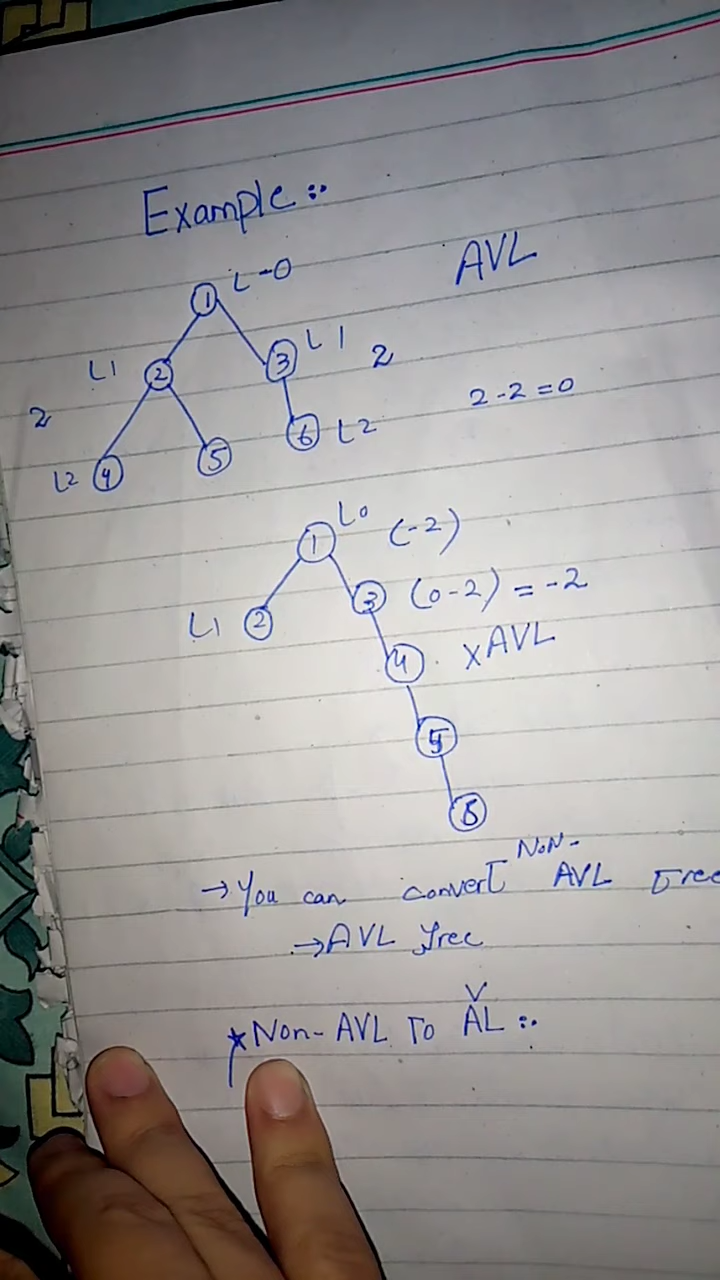 Example :
AVL
1 L-0
L1 2 3 L1 2
2 2-2=0
L2 4 5 6 L2
1 L0 (-2)
L1 2 3 (0-2) = -2
4 xAVL
5
6
→ You can convert Non- AVL Tree
→ AVL Tree
* Non- AVL To AVL :